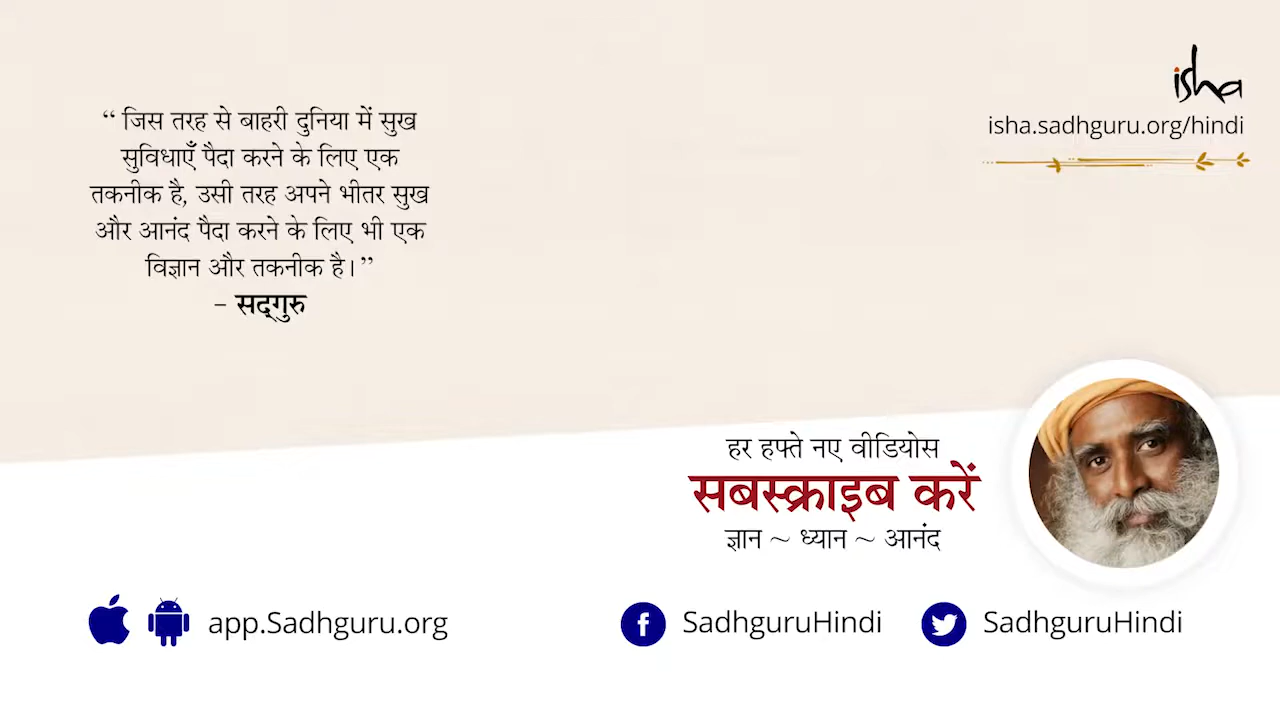 “ जिस तरह से बाहरी दुनिया में सुख
सुविधाएँ पैदा करने के लिए एक
तकनीक है, उसी तरह अपने भीतर सुख
और आनंद पैदा करने के लिए भी एक
विज्ञान और तकनीक है।”
- सद्गुरु
isha
isha.sadhguru.org/hindi
हर हफ्ते नए वीडियोस
सबस्क्राइब करें
ज्ञान ~ ध्यान ~ आनंद
app.Sadhguru.org
SadhguruHindi
SadhguruHindi